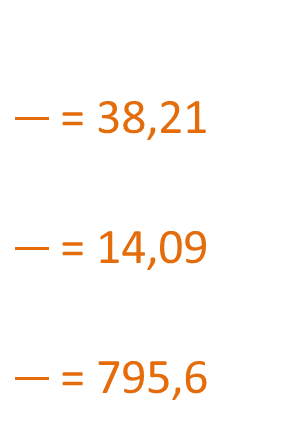 — = 38,21
— = 14,09
— = 795,6